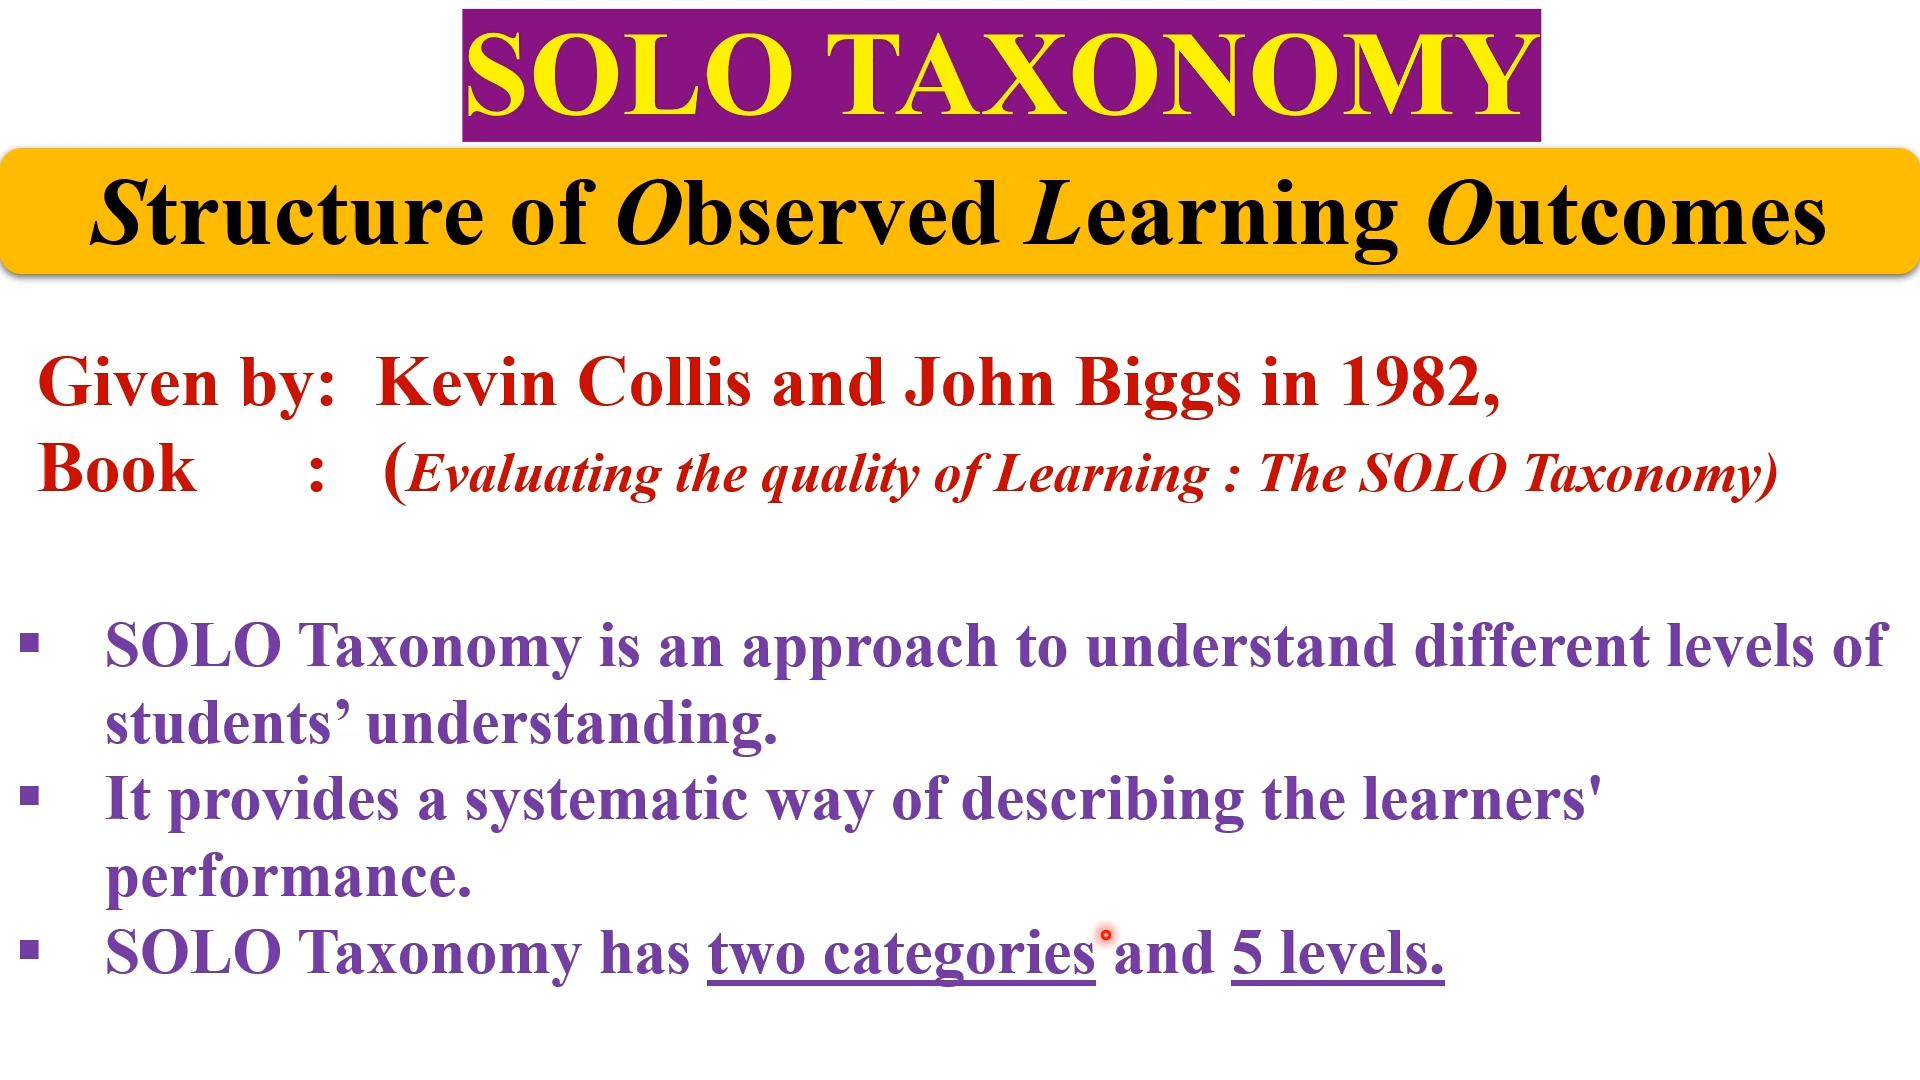 SOLO TAXONOMY
Structure of Observed Learning Outcomes
Given by: Kevin Collis and John Biggs in 1982,
Book : (Evaluating the quality of Learning : The SOLO Taxonomy)
▪ SOLO Taxonomy is an approach to understand different levels of
students’ understanding.
▪ It provides a systematic way of describing the learners'
performance.
▪ SOLO Taxonomy has two categories and 5 levels.